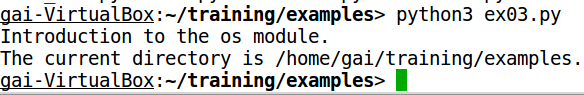 gai-VirtualBox:~/training/examples> python3 ex03.py
Introduction to the os module.
The current directory is /home/gai/training/examples.
gai-VirtualBox:~/training/examples>